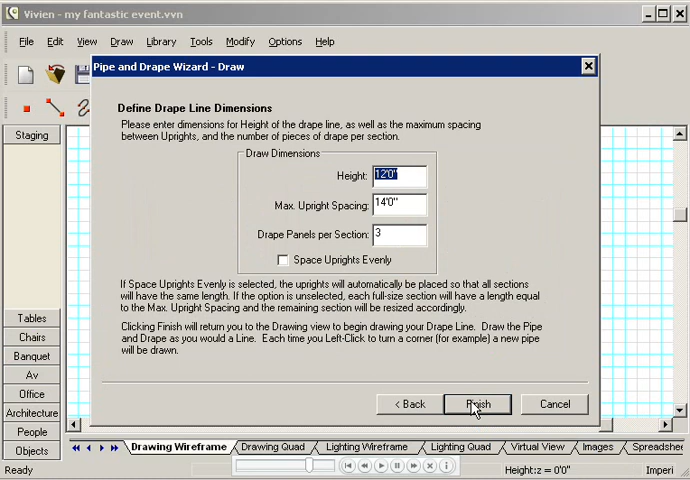 Vivien - my fantastic event.vvn
File Edit View Draw Library Tools Modify Options Help
Pipe and Drape Wizard - Draw
Staging
Define Drape Line Dimensions
Please enter dimensions for Height of the drape line, as well as the maximum spacing
between Uprights, and the number of pieces of drape per section.
Draw Dimensions
Height: 12'0"
Max. Upright Spacing: 14'0"
Drape Panels per Section: 3
Space Uprights Evenly
If Space Uprights Evenly is selected, the uprights will automatically be placed so that all sections
will have the same length. If the option is unselected, each full-size section will have a length equal
to the Max. Upright Spacing and the remaining section will be resized accordingly.
Clicking Finish will return you to the Drawing view to begin drawing your Drape Line. Draw the Pipe
and Drape as you would a Line. Each time you Left-Click to turn a corner (for example) a new pipe
will be drawn.
Tables
Chairs
Banquet
Av
Office
Architecture
People
Objects
< Back Finish Cancel
Drawing Wireframe Drawing Quad Lighting Wireframe Lighting Quad Virtual View Images Spreadshee
Ready Height:z = 0'0" Imperi